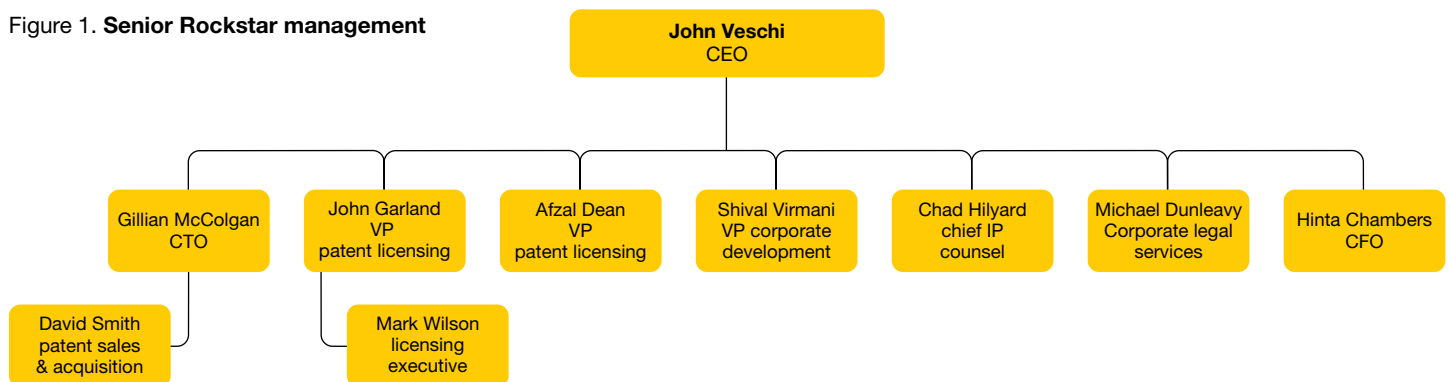 Figure 1. Senior Rockstar management
John Veschi
CEO
Gillian McColgan
CTO
John Garland
VP
patent licensing
Afzal Dean
VP
patent licensing
Shival Virmani
VP corporate
development
Chad Hilyard
chief IP
counsel
Michael Dunleavy
Corporate legal
services
Hinta Chambers
CFO
David Smith
patent sales
& acquisition
Mark Wilson
licensing
executive